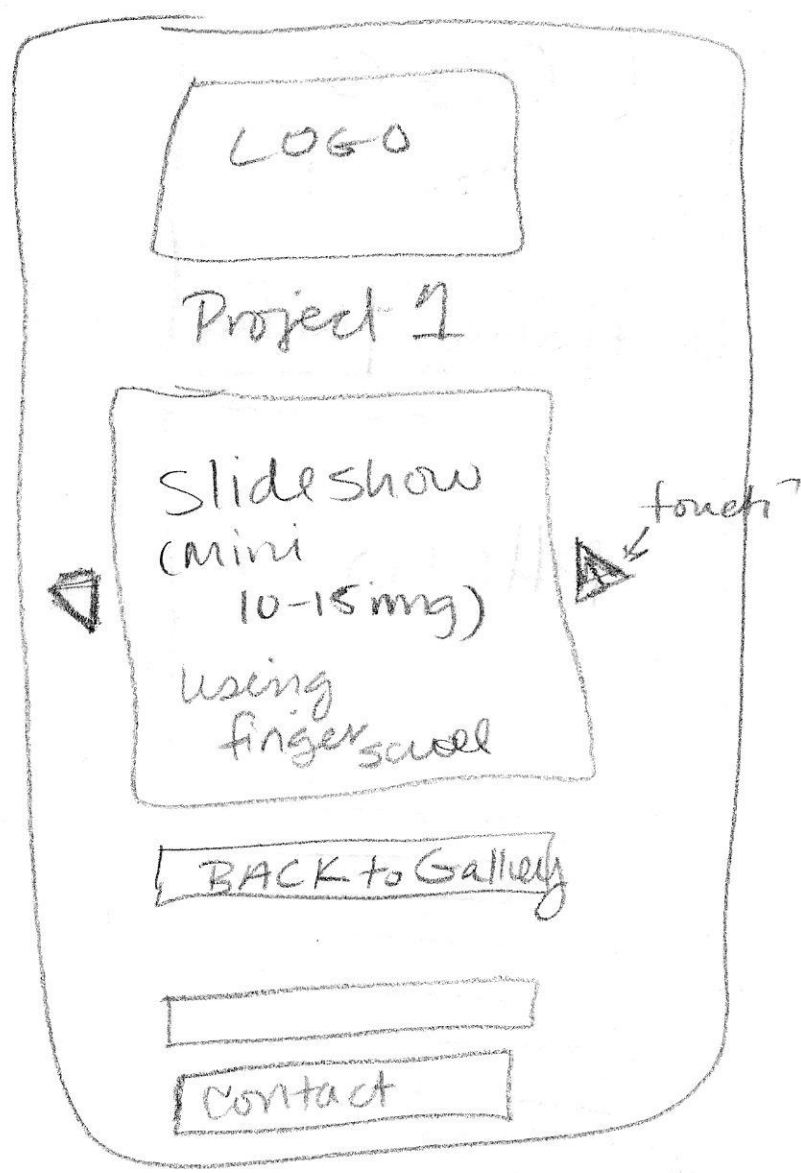 LOGO
Project 1
Slideshow
(mini
10-15 img)
touch
using
finger scroll
BACK to Gallery
Contact